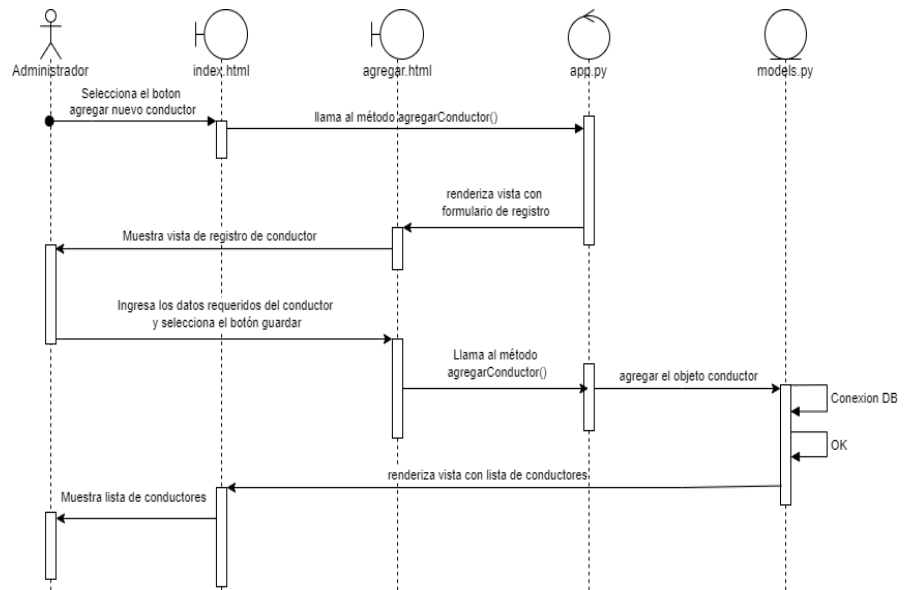 Administrador
index.html
agregar.html
app.py
models.py
Selecciona el boton
agregar nuevo conductor
llama al método agregarConductor()
renderiza vista con
formulario de registro
Muestra vista de registro de conductor
Ingresa los datos requeridos del conductor
y selecciona el botón guardar
Llama al método
agregarConductor()
agregar el objeto conductor
Conexion DB
OK
renderiza vista con lista de conductores
Muestra lista de conductores